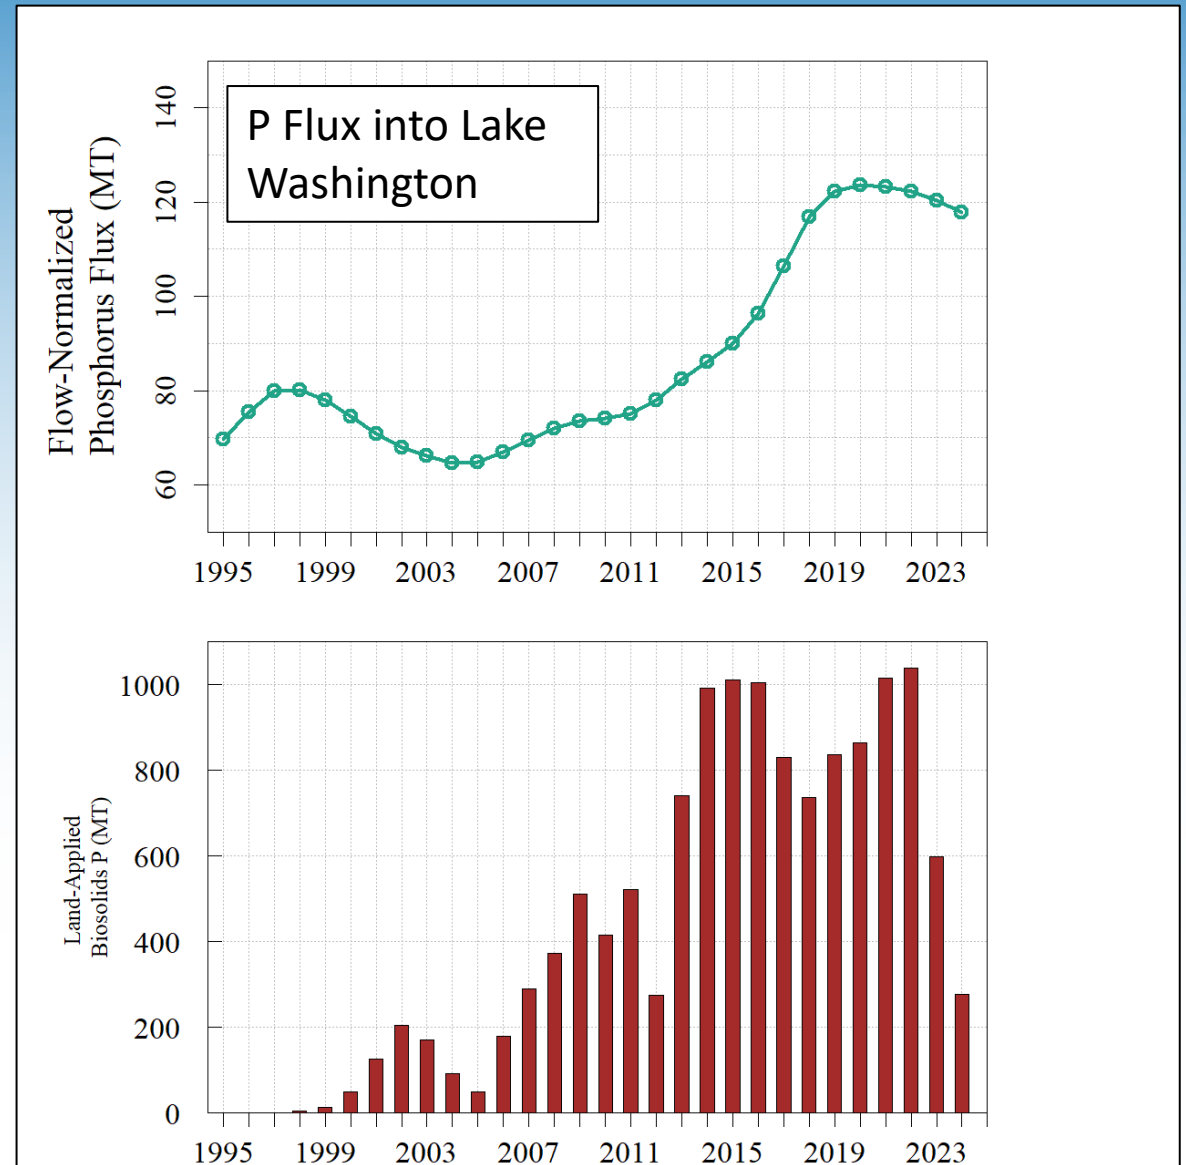 P Flux into Lake
Washington
Flow-Normalized
Phosphorus Flux (MT)
140
120
100
80
60
1995 1999 2003 2007 2011 2015 2019 2023
Land-Applied
Biosolids P (MT)
1000
800
600
400
200
0
1995 1999 2003 2007 2011 2015 2019 2023